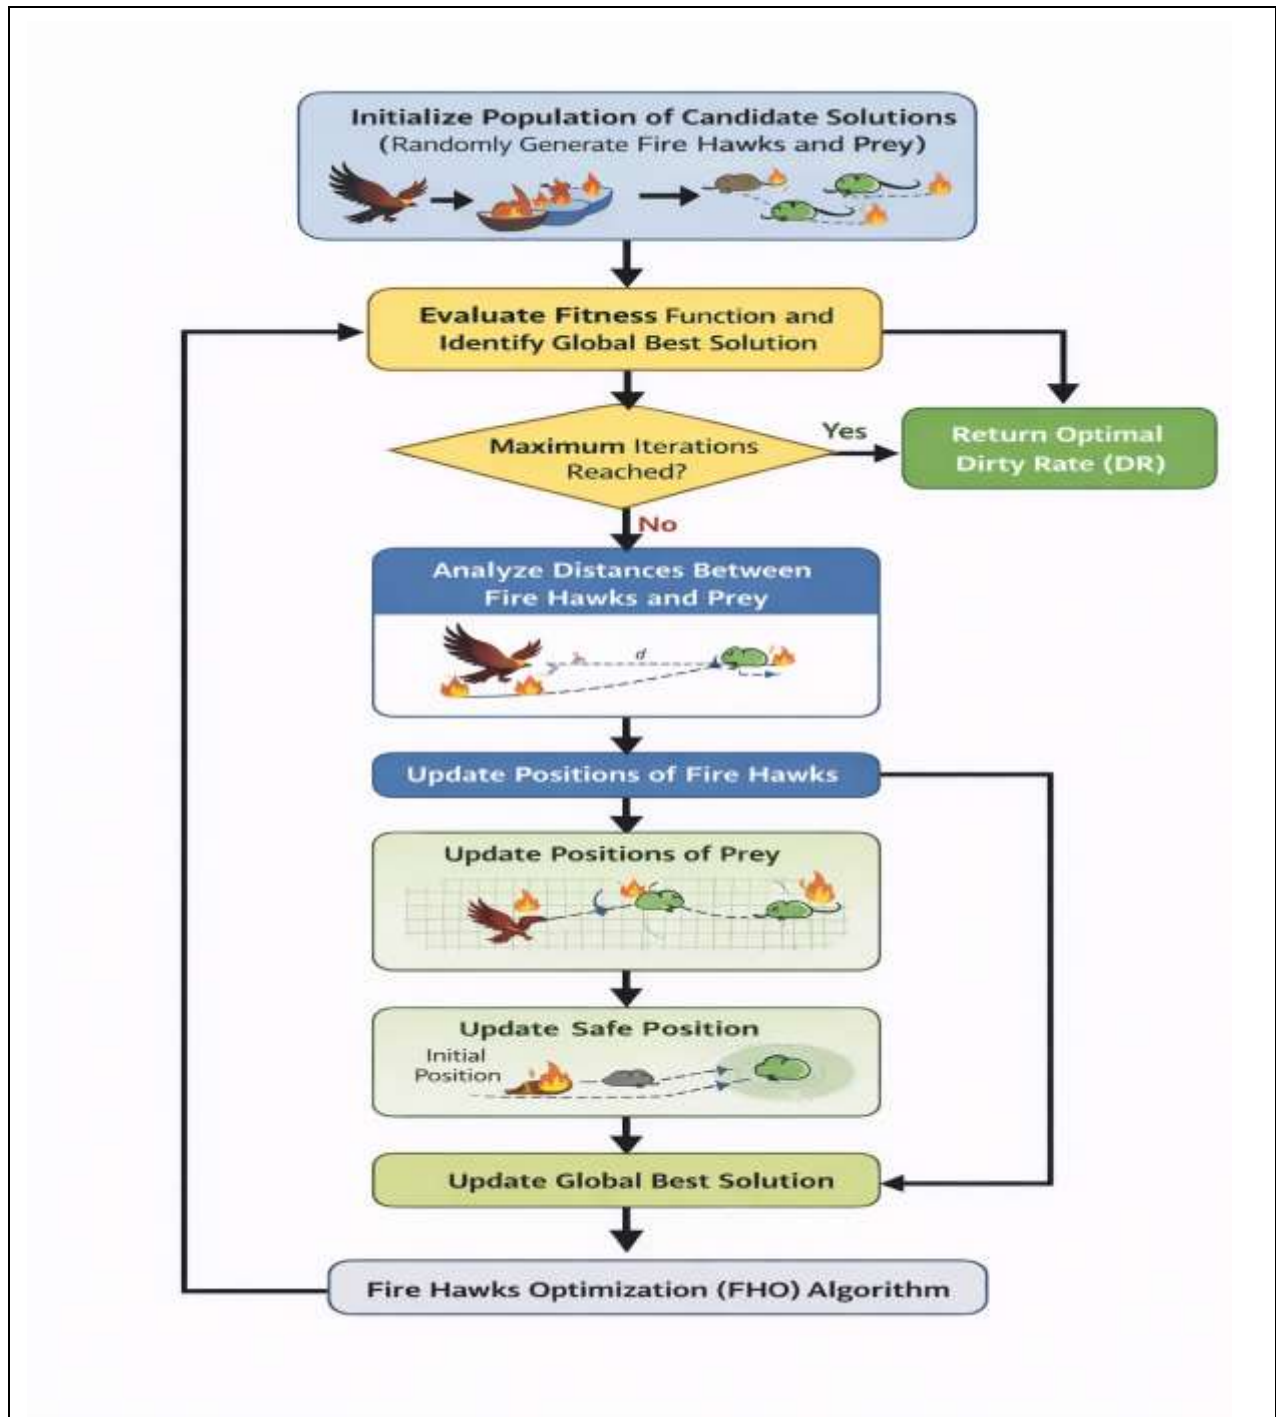 Initialize Population of Candidate Solutions
(Randomly Generate Fire Hawks and Prey)
Evaluate Fitness Function and
Identify Global Best Solution
Maximum Iterations
Reached?
Yes
Return Optimal
Dirty Rate (DR)
No
Analyze Distances Between
Fire Hawks and Prey
d
Update Positions of Fire Hawks
Update Positions of Prey
Update Safe Position
Initial
Position
Update Global Best Solution
Fire Hawks Optimization (FHO) Algorithm